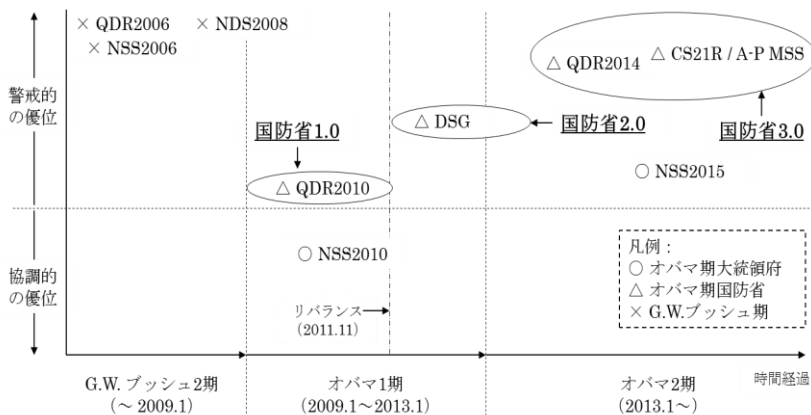 × QDR2006
× NDS2008
× NSS2006
△ QDR2014
△ CS21R / A-P MSS
警戒的
の優位
国防省1.0
△ DSG
国防省2.0
国防省3.0
△ QDR2010
○ NSS2015
協調的
の優位
○ NSS2010
リバランス
(2011.11)
凡例：
○ オバマ期大統領府
△ オバマ期国防省
× G.W.ブッシュ期
G.W. ブッシュ2期
(～ 2009.1)
オバマ1期
(2009.1～2013.1)
オバマ2期
(2013.1～)
時間経過